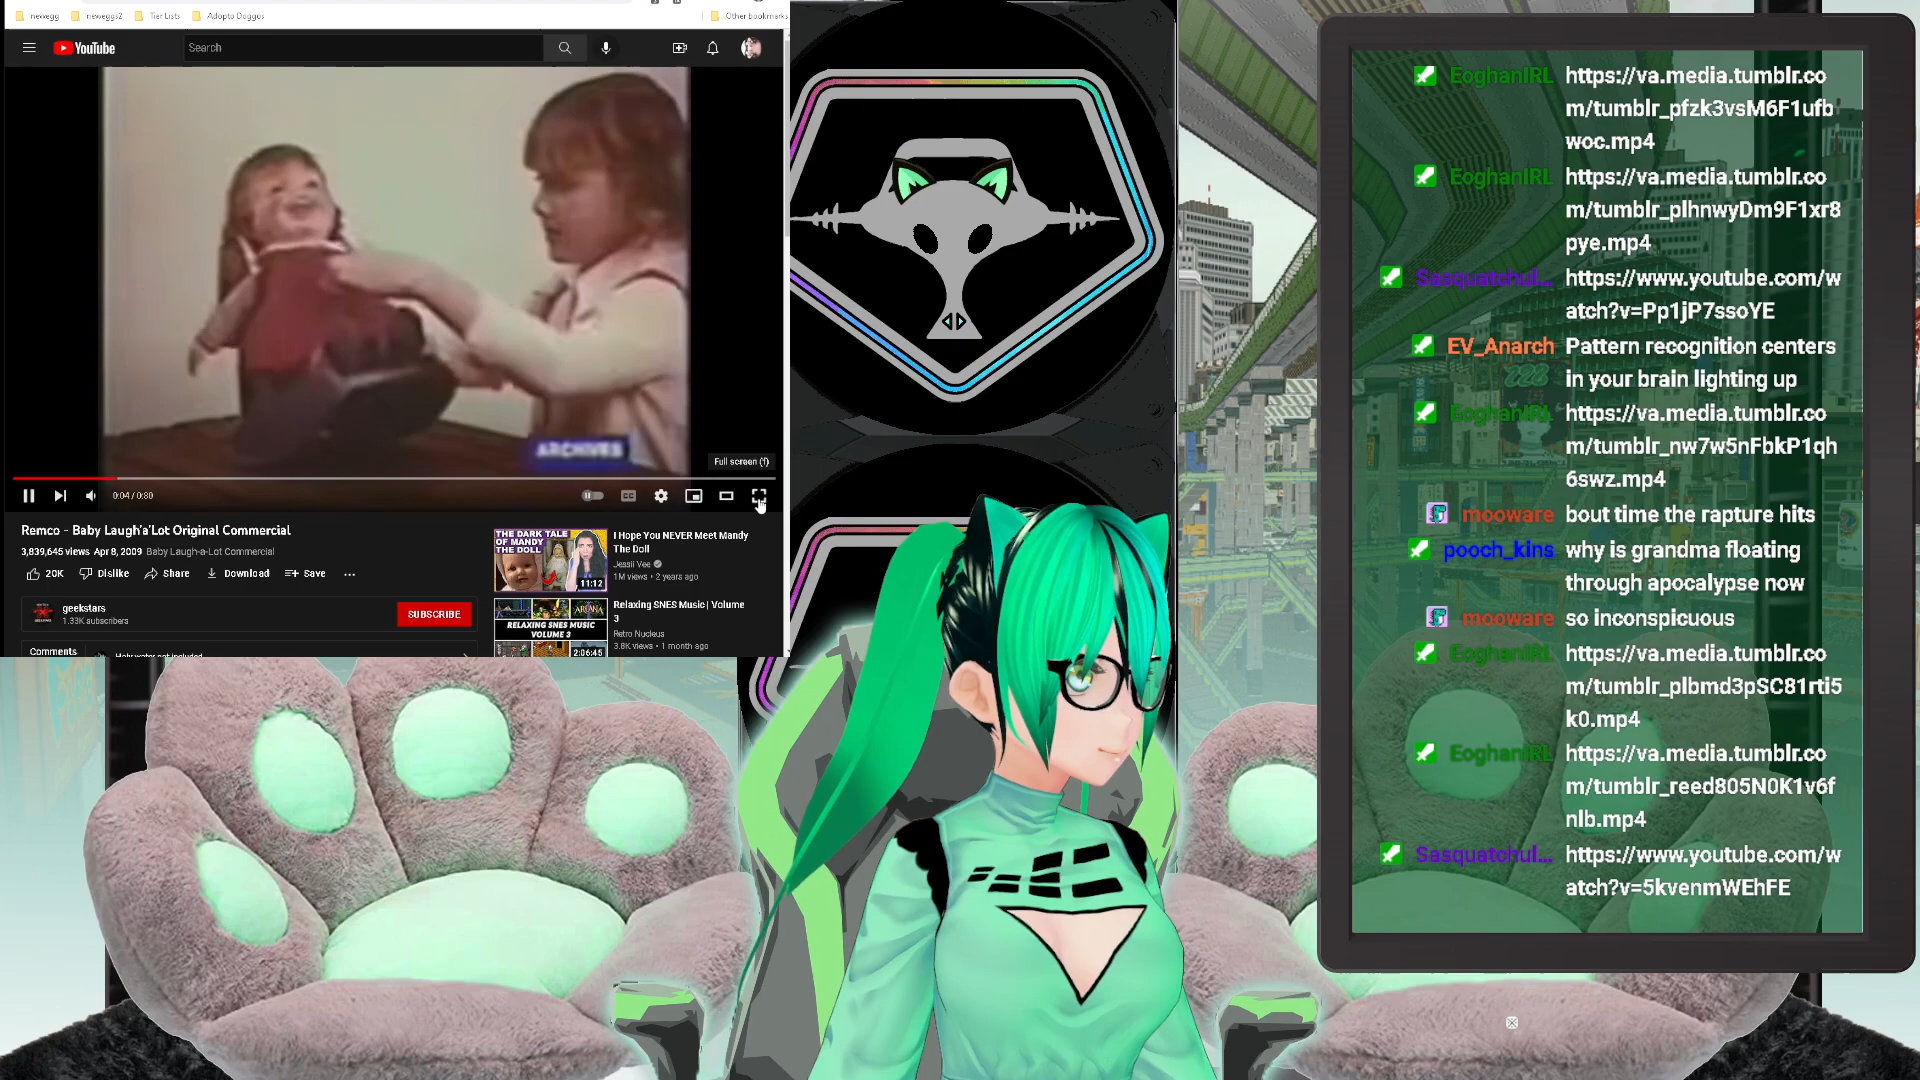 newegg
neweggs2
Tier Lists
Adopto Doggos
Other bookmarks
YouTube
Search
ARCHIVES
Full screen (f)
0:04 / 0:30
CC
Remco - Baby Laugh'a'Lot Original Commercial
3,839,645 views Apr 8, 2009 Baby Laugh-a-Lot Commercial
20K Dislike Share Download Save ...
geekstars
1.33K subscribers
SUBSCRIBE
Comments
Holy water not included
THE DARK TALE
OF MANDY
THE DOLL
11:12
I Hope You NEVER Meet Mandy
The Doll
Jessii Vee
1M views • 2 years ago
ARCANA
RELAXING SNES MUSIC
VOLUME 3
2:06:45
Relaxing SNES Music | Volume
3
Retro Nucleus
3.8K views • 1 month ago
EoghanIRL https://va.media.tumblr.co
m/tumblr_pfzk3vsM6F1ufb
woc.mp4
EoghanIRL https://va.media.tumblr.co
m/tumblr_plhnwyDm9F1xr8
pye.mp4
Sasquatchul... https://www.youtube.com/w
atch?v=Pp1jP7ssoYE
EV_Anarch Pattern recognition centers
in your brain lighting up
EoghanIRL https://va.media.tumblr.co
m/tumblr_nw7w5nFbkP1qh
6swz.mp4
mooware bout time the rapture hits
pooch_kins why is grandma floating
through apocalypse now
mooware so inconspicuous
EoghanIRL https://va.media.tumblr.co
m/tumblr_plbmd3pSC81rti5
k0.mp4
EoghanIRL https://va.media.tumblr.co
m/tumblr_reed805N0K1v6f
nlb.mp4
Sasquatchul... https://www.youtube.com/w
atch?v=5kvenmWEhFE